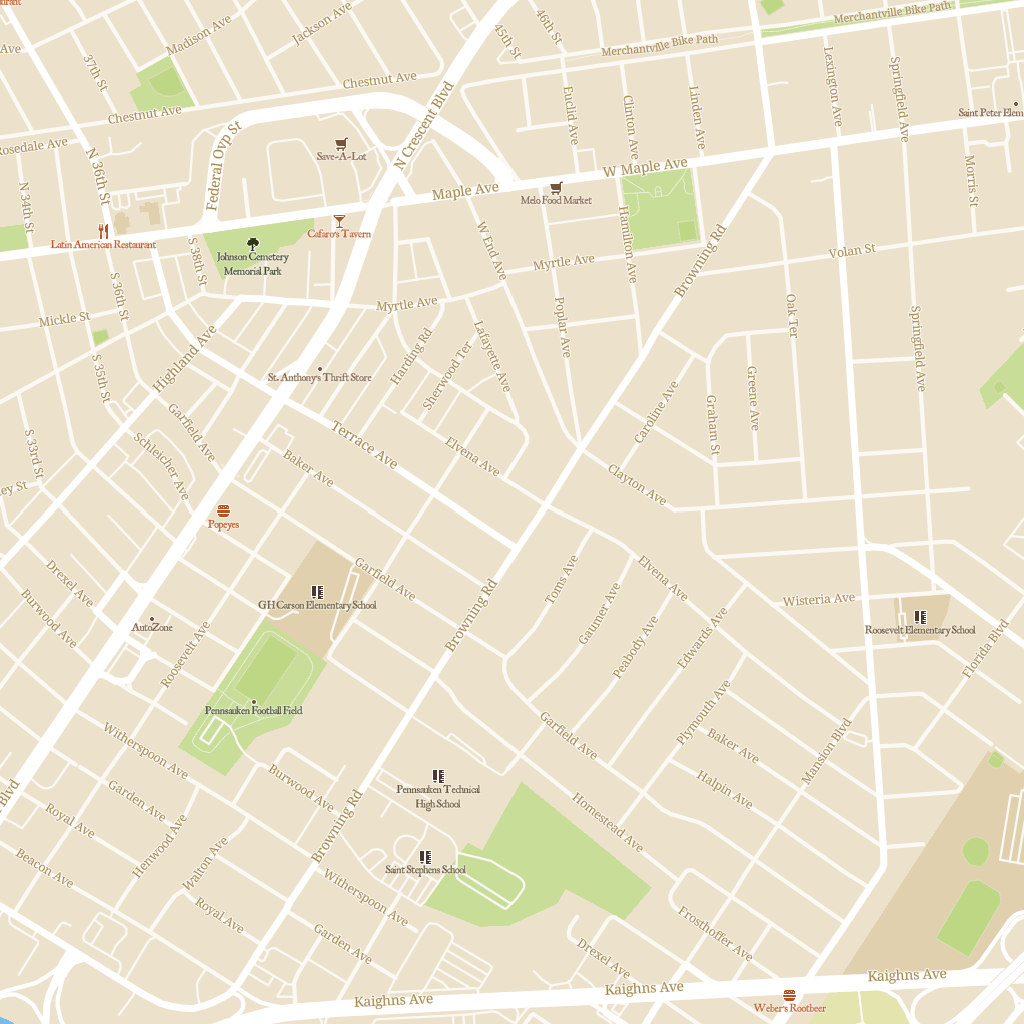 taurant
45th St
46th St
Merchantville Bike Path
Merchantville Bike Path
Madison Ave
Jackson Ave
Ave
37th St
Chestnut Ave
Chestnut Ave
Euclid Ave
Clinton Ave
Linden Ave
Lexington Ave
Springfield Ave
Saint Peter Elem
Rosedale Ave
N 36th St
Federal Ovp St
Save-A-Lot
N Crescent Blvd
Maple Ave
W Maple Ave
Melo Food Market
Morris St
N 34th St
Latin American Restaurant
S 38th St
Cafaro's Tavern
Johnson Cemetery
Memorial Park
W End Ave
Hamilton Ave
Browning Rd
Volan St
Myrtle Ave
Myrtle Ave
S 36th St
Mickle St
Highland Ave
Harding Rd
Sherwood Ter
Lafayette Ave
Poplar Ave
Oak Ter
Springfield Ave
S 35th St
St. Anthony's Thrift Store
Caroline Ave
Graham St
Greene Ave
S 33rd St
Garfield Ave
Schleicher Ave
Terrace Ave
Elvena Ave
Baker Ave
Clayton Ave
ley St
Popeyes
Drexel Ave
Burwood Ave
GH Carson Elementary School
Garfield Ave
Browning Rd
Toms Ave
Gaumer Ave
Elvena Ave
Peabody Ave
Edwards Ave
Wisteria Ave
Roosevelt Elementary School
Florida Blvd
AutoZone
Roosevelt Ave
Pennsauken Football Field
Witherspoon Ave
Garfield Ave
Plymouth Ave
Baker Ave
Mansion Blvd
Halpin Ave
Blvd
Garden Ave
Burwood Ave
Pennsauken Technical
High School
Homestead Ave
Royal Ave
Henwood Ave
Browning Rd
Beacon Ave
Walton Ave
Saint Stephens School
Witherspoon Ave
Royal Ave
Garden Ave
Frosthoffer Ave
Drexel Ave
Kaighns Ave
Kaighns Ave
Kaighns Ave
Weber's Rootbeer